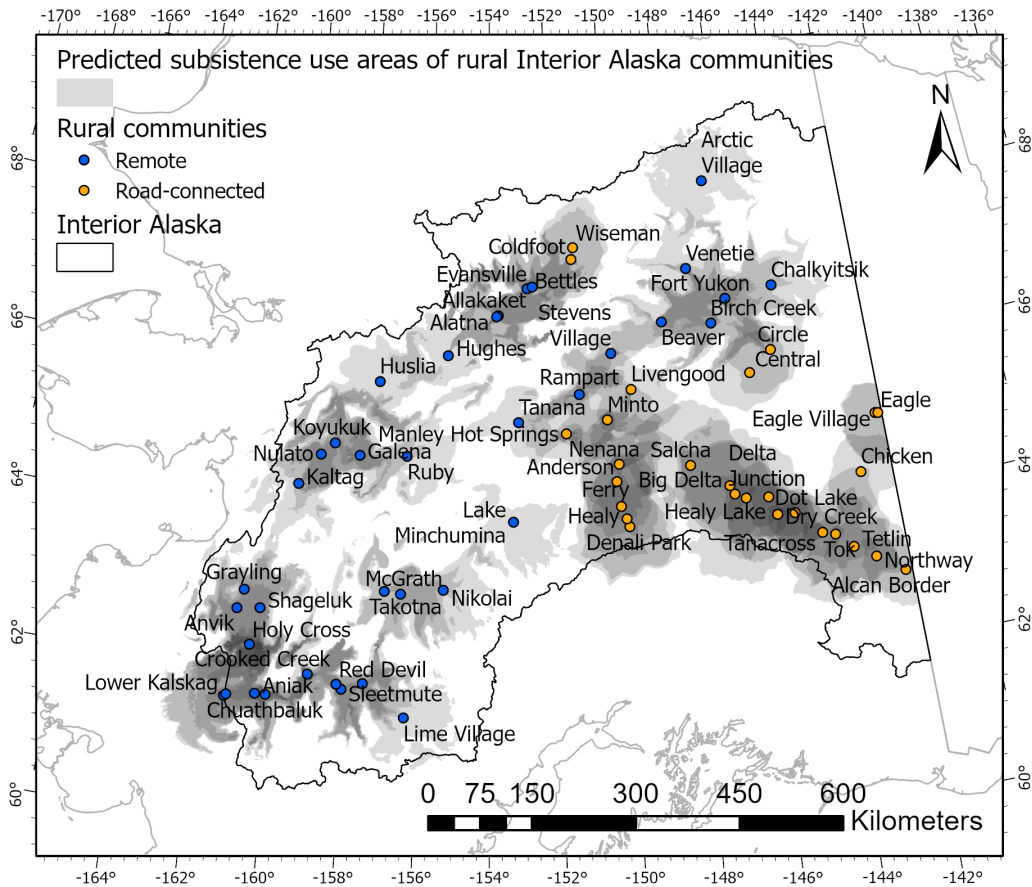 -170° -168° -166° -164° -162° -160° -158° -156° -154° -152° -150° -148° -146° -144° -142° -140° -138° -136°
Predicted subsistence use areas of rural Interior Alaska communities
Rural communities
Remote
Road-connected
Interior Alaska
N
68° 68°
66° 66°
64° 64°
62° 62°
60° 60°
Arctic
Village
Wiseman
Coldfoot
Venetie
Evansville
Bettles
Chalkyitsik
Fort Yukon
Allakaket
Birch Creek
Alatna
Stevens
Village
Beaver
Circle
Hughes
Central
Huslia
Rampart
Livengood
Tanana
Minto
Eagle
Eagle Village
Koyukuk
Manley Hot Springs
Nulato
Galena
Nenana
Salcha
Delta
Junction
Chicken
Kaltag
Ruby
Anderson
Big Delta
Ferry
Dot Lake
Lake
Minchumina
Healy
Healy Lake
Dry Creek
Denali Park
Tanacross
Tok
Tetlin
Northway
Alcan Border
Grayling
McGrath
Shageluk
Takotna
Nikolai
Anvik
Holy Cross
Crooked Creek
Red Devil
Lower Kalskag
Aniak
Sleetmute
Chuathbaluk
Lime Village
0 75 150 300 450 600
Kilometers
-164° -162° -160° -158° -156° -154° -152° -150° -148° -146° -144° -142°